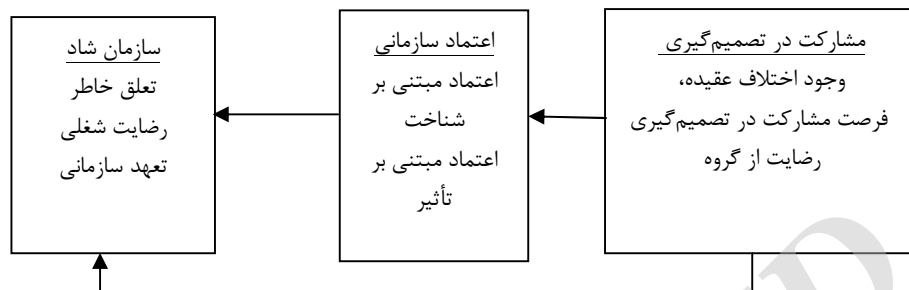 مشارکت در تصمیم‌گیری
وجود اختلاف عقیده،
فرصت مشارکت در تصمیم‌گیری
رضایت از گروه
اعتماد سازمانی
اعتماد مبتنی بر
شناخت
اعتماد مبتنی بر
تأثیر
سازمان شاد
تعلق خاطر
رضایت شغلی
تعهد سازمانی